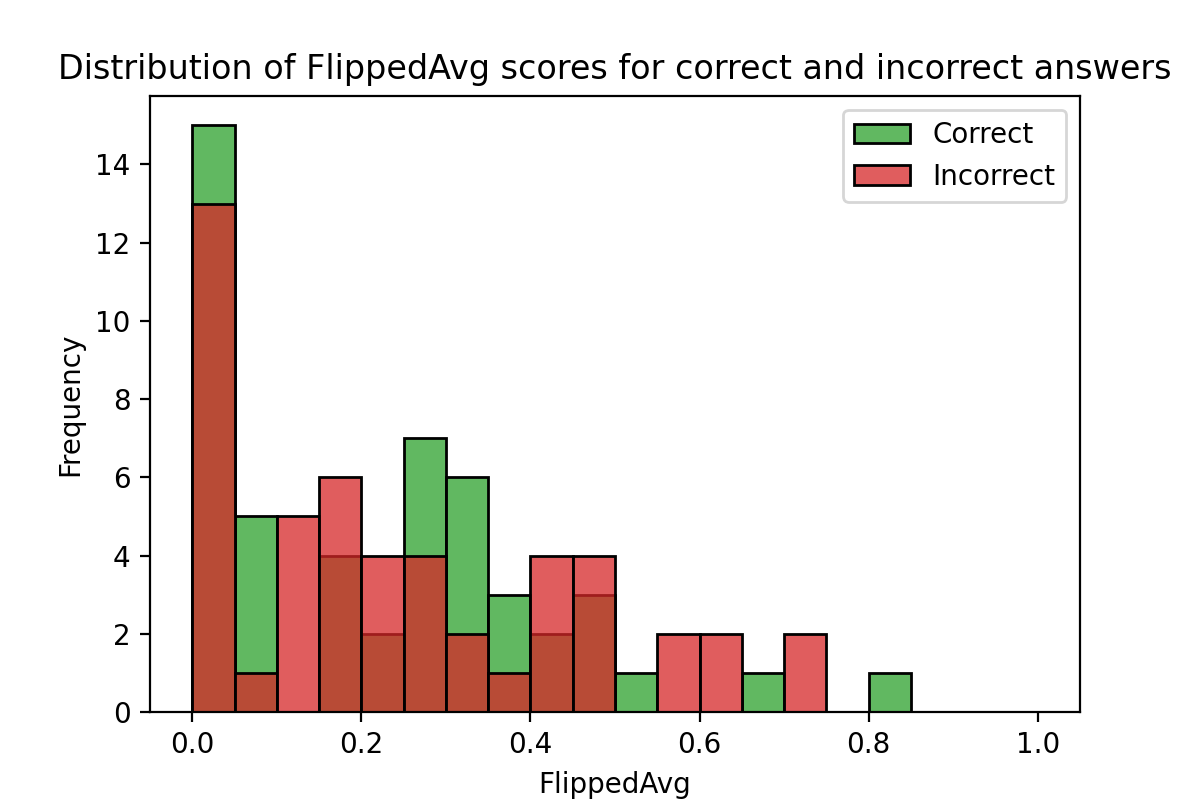 Distribution of FlippedAvg scores for correct and incorrect answers
Correct
Incorrect
14
12
10
8
6
4
2
0
Frequency
0.0 0.2 0.4 0.6 0.8 1.0
FlippedAvg